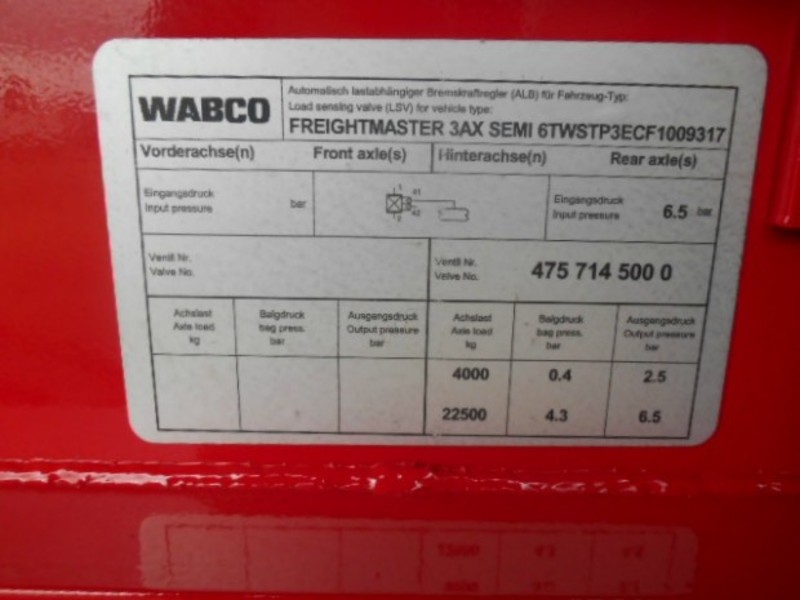 WABCO
Automatisch lastabhängiger Bremskraftregler (ALB) für Fahrzeug-Typ:
Load sensing valve (LSV) for vehicle type:
FREIGHTMASTER 3AX SEMI 6TWSTP3ECF1009317
Vorderachse(n) Front axle(s) Hinterachse(n) Rear axle(s)
Eingangsdruck
Input pressure bar
1 41
42
2
Eingangsdruck
Input pressure 6.5 bar
Ventil Nr.
Valve No.
Ventil Nr.
Valve No. 475 714 500 0
Achslast Balgdruck Ausgangsdruck Achslast Balgdruck Ausgangsdruck
Axle load bag press. Output pressure Axle load bag press. Output pressure
kg bar bar kg bar bar
4000 0.4 2.5
22500 4.3 6.5